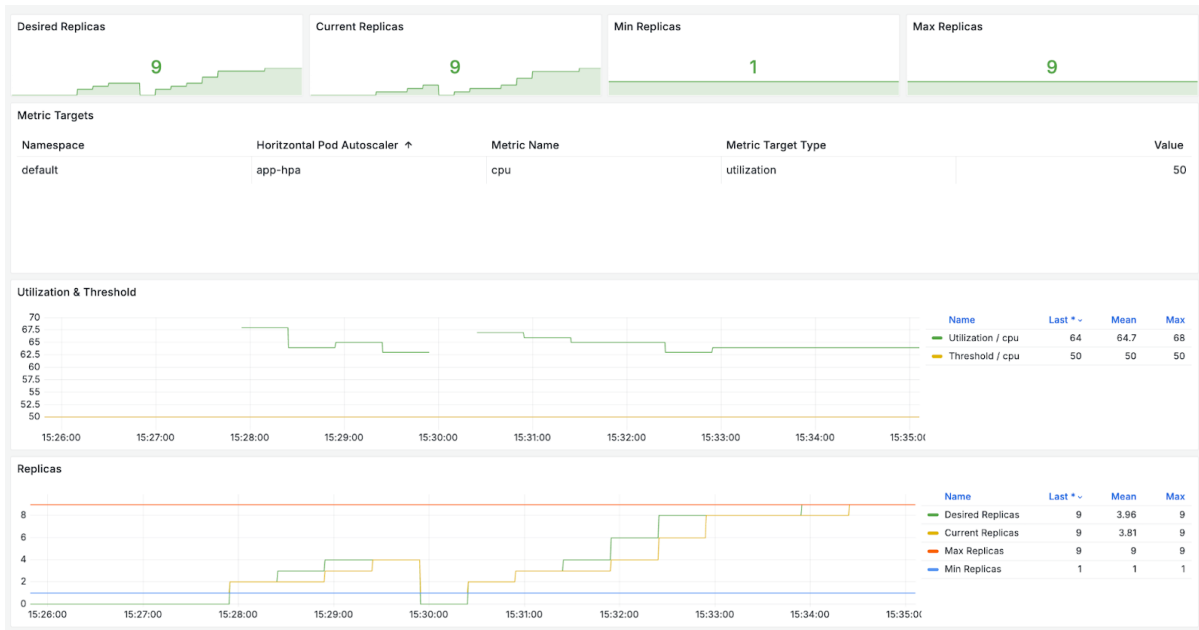 Desired Replicas
9
Current Replicas
9
Min Replicas
1
Max Replicas
9
Metric Targets
Namespace Horitzontal Pod Autoscaler ↑ Metric Name Metric Target Type Value
default app-hpa cpu utilization 50
Utilization & Threshold
70
67.5
65
62.5
60
57.5
55
52.5
50
15:26:00 15:27:00 15:28:00 15:29:00 15:30:00 15:31:00 15:32:00 15:33:00 15:34:00 15:35:0
Name Last * Mean Max
Utilization / cpu 64 64.7 68
Threshold / cpu 50 50 50
Replicas
8
6
4
2
0
15:26:00 15:27:00 15:28:00 15:29:00 15:30:00 15:31:00 15:32:00 15:33:00 15:34:00 15:35:0
Name Last * Mean Max
Desired Replicas 9 3.96 9
Current Replicas 9 3.81 9
Max Replicas 9 9 9
Min Replicas 1 1 1